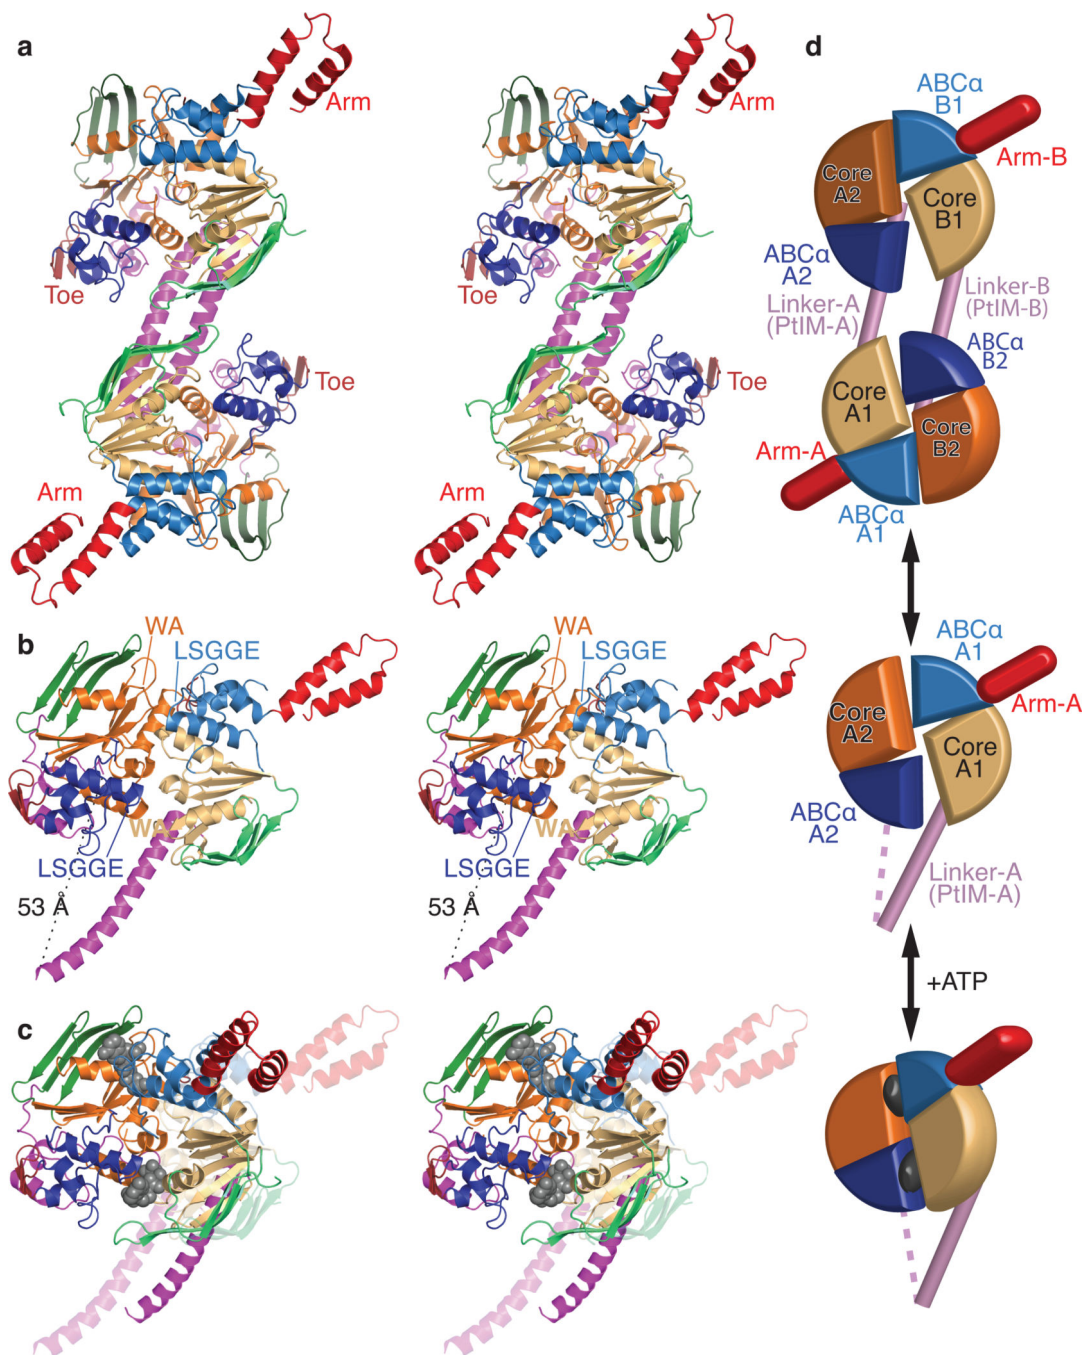 a
Arm
Toe
Toe
Arm
Arm
Toe
Toe
Arm
d
ABCα
B1
Arm-B
Core
A2
Core
B1
ABCα
A2
Linker-A
(PtIM-A)
Linker-B
(PtIM-B)
ABCα
B2
Core
A1
Core
B2
Arm-A
ABCα
A1
b
WA
LSGGE
WA
LSGGE
53 Å
WA
LSGGE
WA
LSGGE
53 Å
ABCα
A1
Arm-A
Core
A2
Core
A1
ABCα
A2
Linker-A
(PtIM-A)
+ATP
c